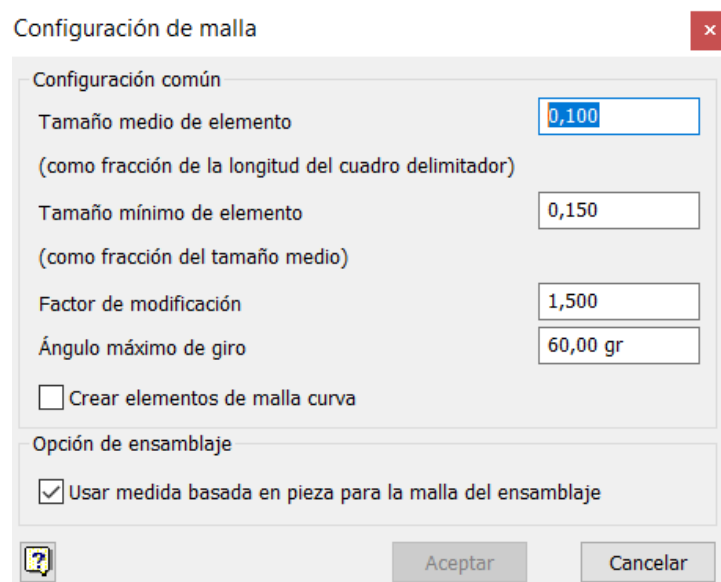 Configuración de malla
Configuración común
Tamaño medio de elemento 0,100
(como fracción de la longitud del cuadro delimitador)
Tamaño mínimo de elemento 0,150
(como fracción del tamaño medio)
Factor de modificación 1,500
Ángulo máximo de giro 60,00 gr
Crear elementos de malla curva
Opción de ensamblaje
Usar medida basada en pieza para la malla del ensamblaje
? Aceptar Cancelar